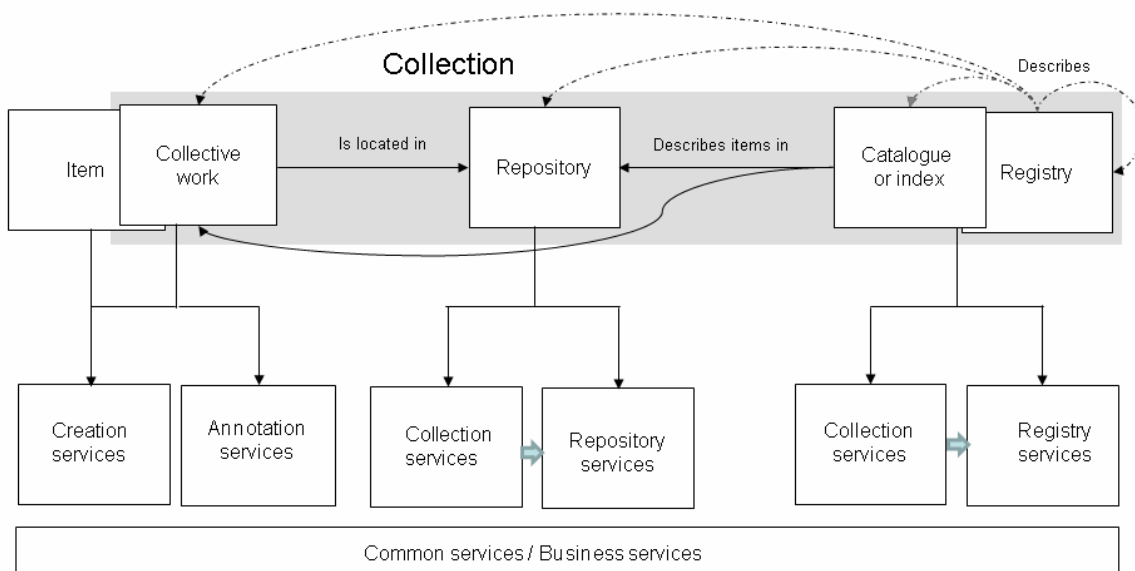 Collection
Describes
Item
Collective
work
Is located in
Repository
Describes items in
Catalogue
or index
Registry
Creation
services
Annotation
services
Collection
services
Repository
services
Collection
services
Registry
services
Common services / Business services